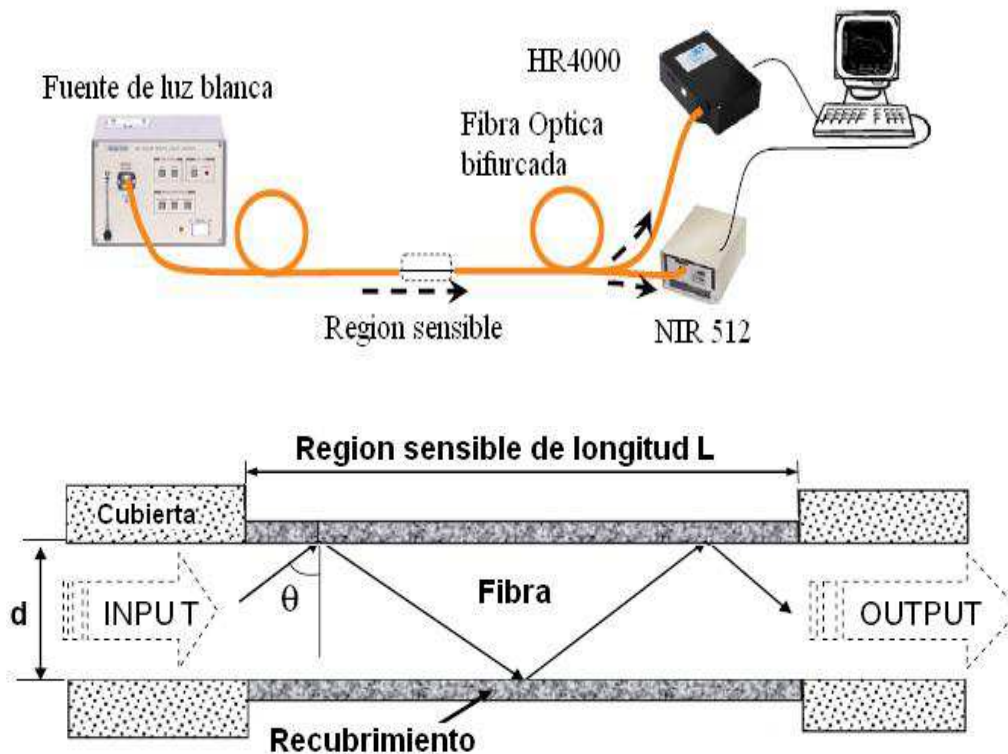 HR4000
Fuente de luz blanca
Fibra Optica
bifurcada
Region sensible
NIR 512
Region sensible de longitud L
Cubierta
d
INPUT
θ
Fibra
OUTPUT
Recubrimiento